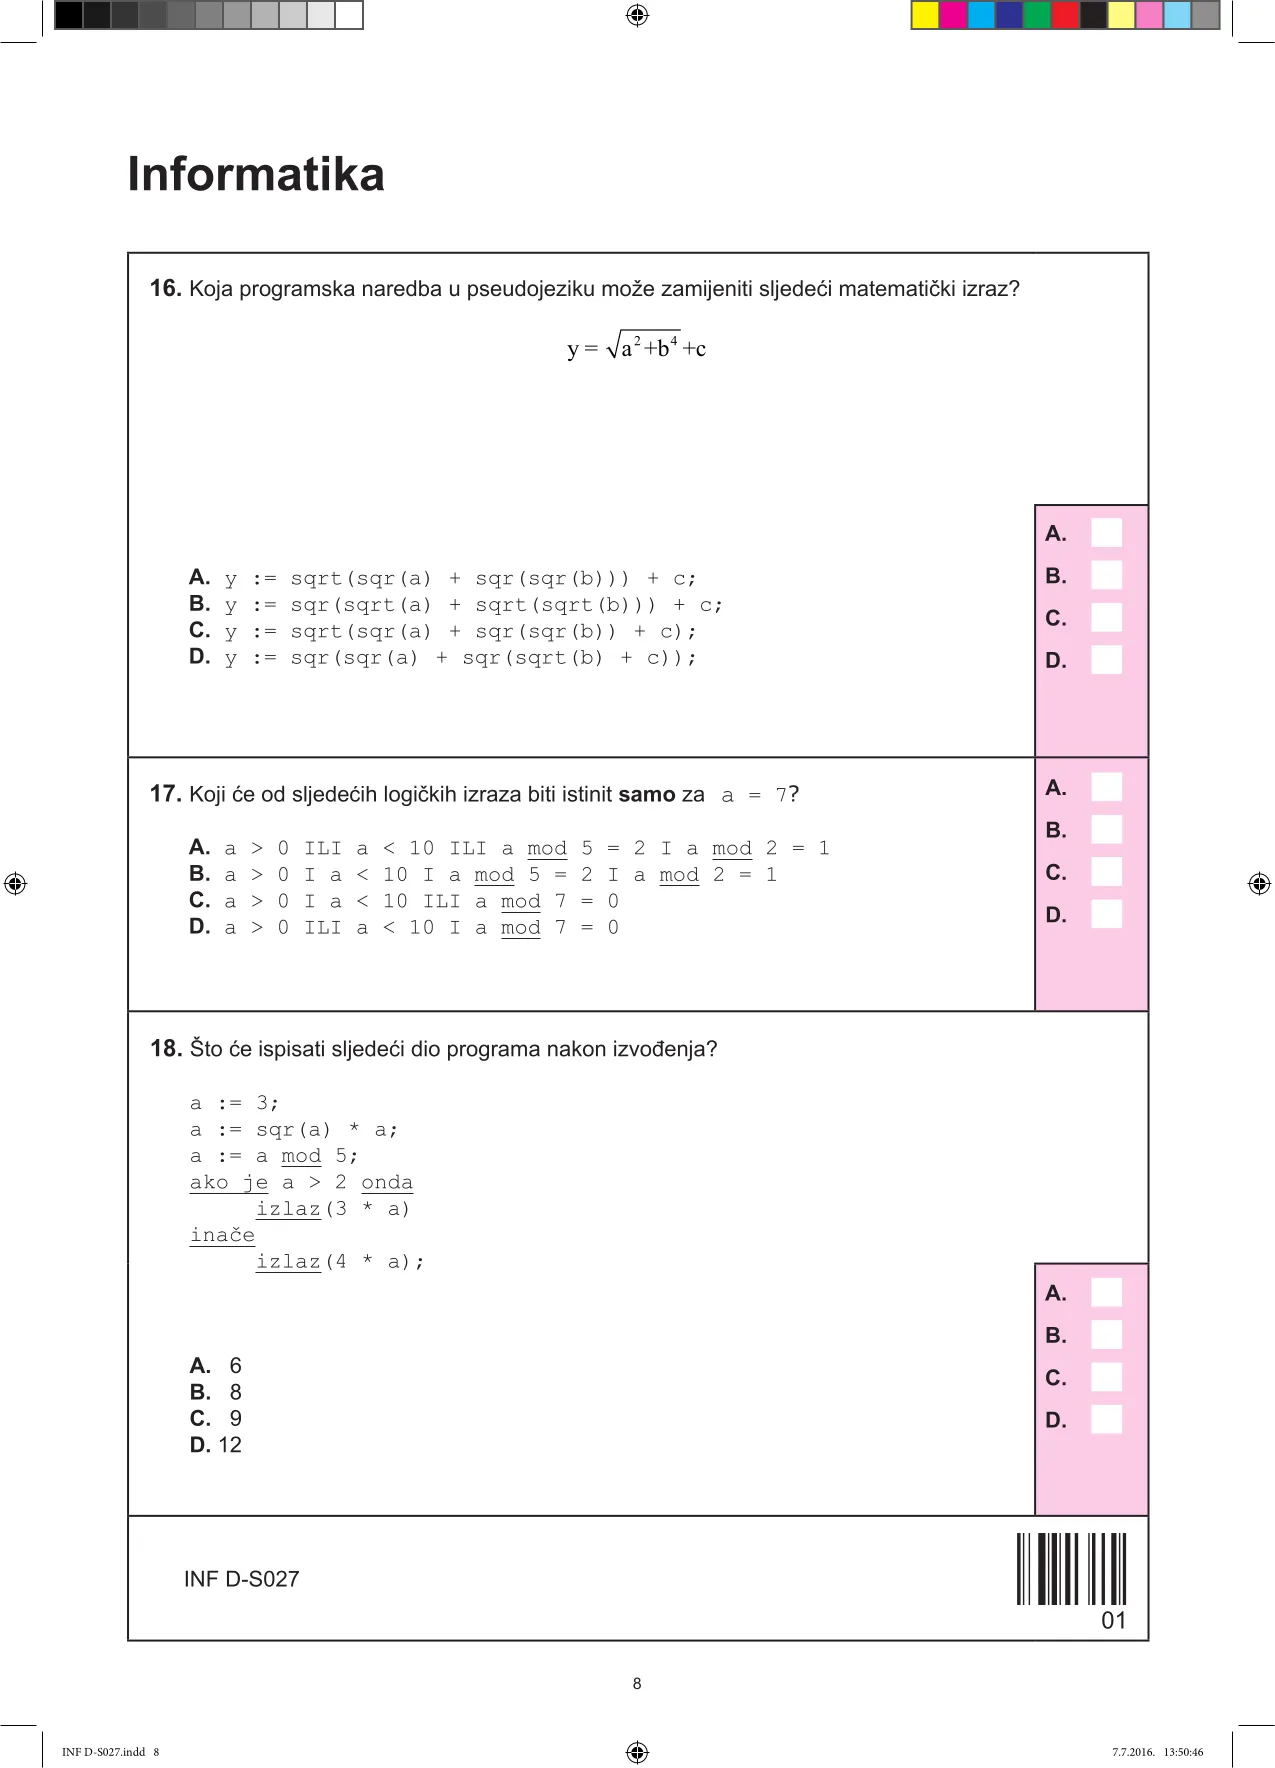 Informatika
16. Koja programska naredba u pseudojeziku može zamijeniti sljedeći matematički izraz?
y = √a²+b⁴ +c
A. y := sqrt(sqr(a) + sqr(sqr(b))) + c;
B. y := sqr(sqrt(a) + sqrt(sqrt(b))) + c;
C. y := sqrt(sqr(a) + sqr(sqr(b)) + c);
D. y := sqr(sqr(a) + sqr(sqrt(b) + c));
A.
B.
C.
D.
17. Koji će od sljedećih logičkih izraza biti istinit samo za a = 7?
A. a > 0 ILI a < 10 ILI a mod 5 = 2 I a mod 2 = 1
B. a > 0 I a < 10 I a mod 5 = 2 I a mod 2 = 1
C. a > 0 I a < 10 ILI a mod 7 = 0
D. a > 0 ILI a < 10 I a mod 7 = 0
A.
B.
C.
D.
18. Što će ispisati sljedeći dio programa nakon izvođenja?
a := 3;
a := sqr(a) * a;
a := a mod 5;
ako je a > 2 onda
izlaz(3 * a)
inače
izlaz(4 * a);
A. 6
B. 8
C. 9
D. 12
A.
B.
C.
D.
INF D-S027
01
8
INF D-S027.indd 8
7.7.2016. 13:50:46